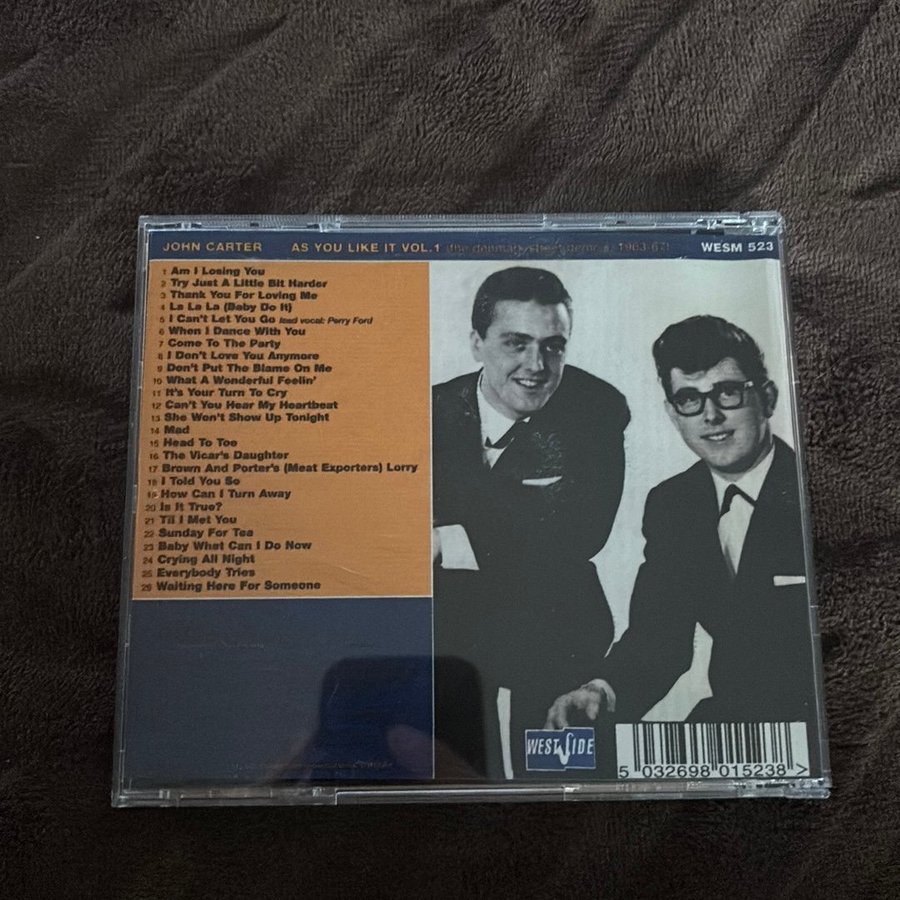 JOHN CARTER AS YOU LIKE IT VOL.1 (the denmark street demos 1963-67) WESM 523
1 Am I Losing You
2 Try Just A Little Bit Harder
3 Thank You For Loving Me
4 La La La (Baby Do It)
5 I Can't Let You Go lead vocal: Perry Ford
6 When I Dance With You
7 Come To The Party
8 I Don't Love You Anymore
9 Don't Put The Blame On Me
10 What A Wonderful Feelin'
11 It's Your Turn To Cry
12 Can't You Hear My Heartbeat
13 She Won't Show Up Tonight
14 Mad
15 Head To Toe
16 The Vicar's Daughter
17 Brown And Porter's (Meat Exporters) Lorry
18 I Told You So
19 How Can I Turn Away
20 Is It True?
21 Til I Met You
22 Sunday For Tea
23 Baby What Can I Do Now
24 Crying All Night
25 Everybody Tries
26 Waiting Here For Someone
WEST SIDE
5 032698 015238 >